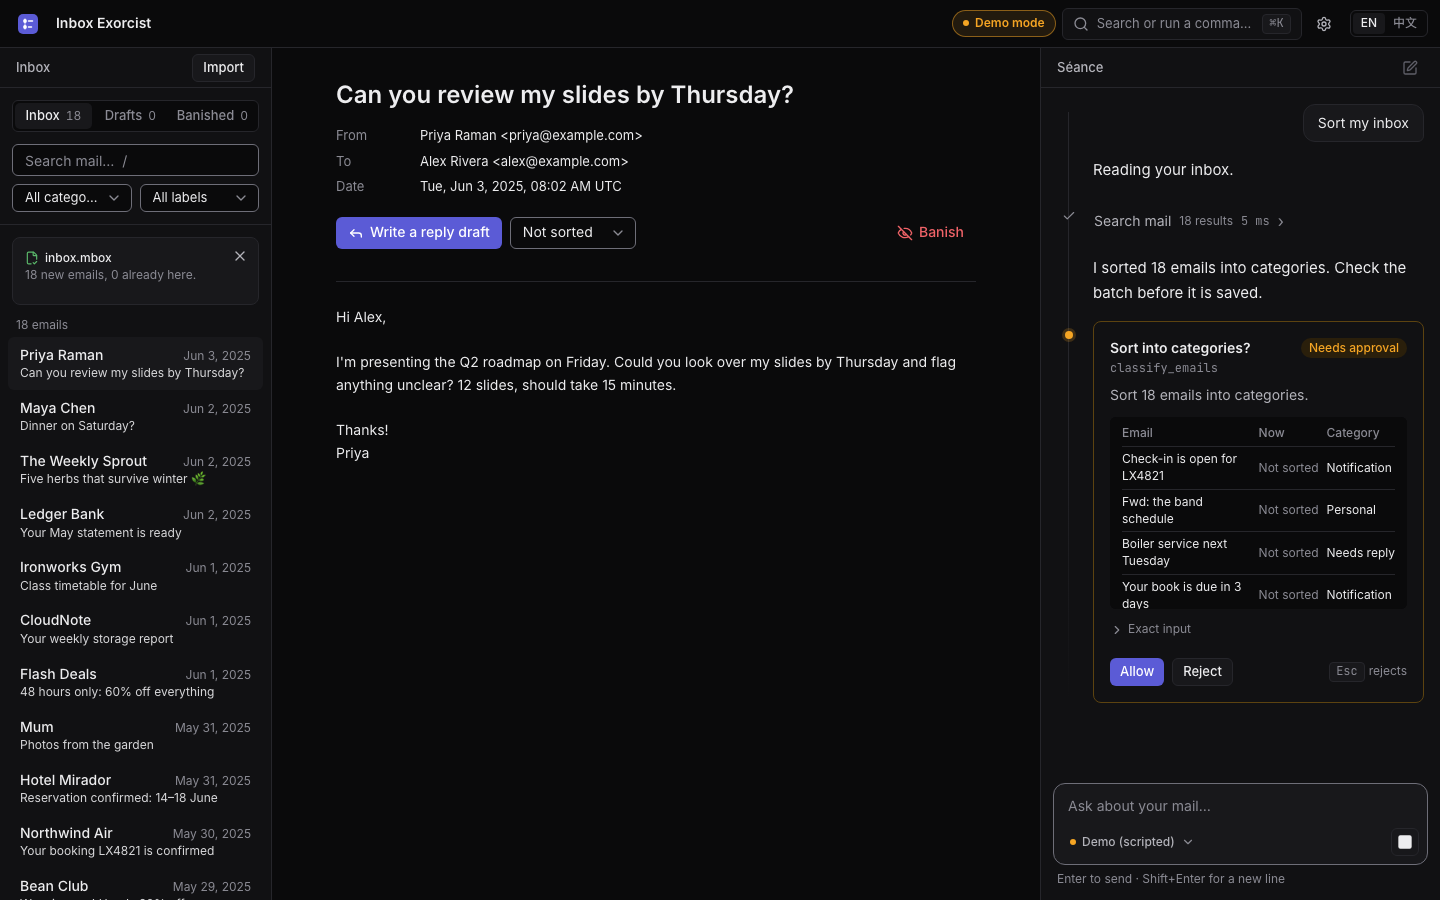 Inbox Exorcist
Demo mode
Search or run a comma... ⌘K
EN 中文
Inbox
Import
Inbox 18 Drafts 0 Banished 0
Search mail... /
All catego... All labels
inbox.mbox
18 new emails, 0 already here.
18 emails
Priya Raman Jun 3, 2025
Can you review my slides by Thursday?
Maya Chen Jun 2, 2025
Dinner on Saturday?
The Weekly Sprout Jun 2, 2025
Five herbs that survive winter 🌿
Ledger Bank Jun 2, 2025
Your May statement is ready
Ironworks Gym Jun 1, 2025
Class timetable for June
CloudNote Jun 1, 2025
Your weekly storage report
Flash Deals Jun 1, 2025
48 hours only: 60% off everything
Mum May 31, 2025
Photos from the garden
Hotel Mirador May 31, 2025
Reservation confirmed: 14–18 June
Northwind Air May 30, 2025
Your booking LX4821 is confirmed
Bean Club May 29, 2025
Can you review my slides by Thursday?
From Priya Raman <priya@example.com>
To Alex Rivera <alex@example.com>
Date Tue, Jun 3, 2025, 08:02 AM UTC
Write a reply draft Not sorted Banish
Hi Alex,
I'm presenting the Q2 roadmap on Friday. Could you look over my slides by Thursday and flag
anything unclear? 12 slides, should take 15 minutes.
Thanks!
Priya
Séance
Sort my inbox
Reading your inbox.
Search mail 18 results 5 ms
I sorted 18 emails into categories. Check the
batch before it is saved.
Sort into categories? Needs approval
classify_emails
Sort 18 emails into categories.
Email Now Category
Check-in is open for
LX4821 Not sorted Notification
Fwd: the band
schedule Not sorted Personal
Boiler service next
Tuesday Not sorted Needs reply
Your book is due in 3
days Not sorted Notification
Exact input
Allow Reject Esc rejects
Ask about your mail...
Demo (scripted)
Enter to send · Shift+Enter for a new line